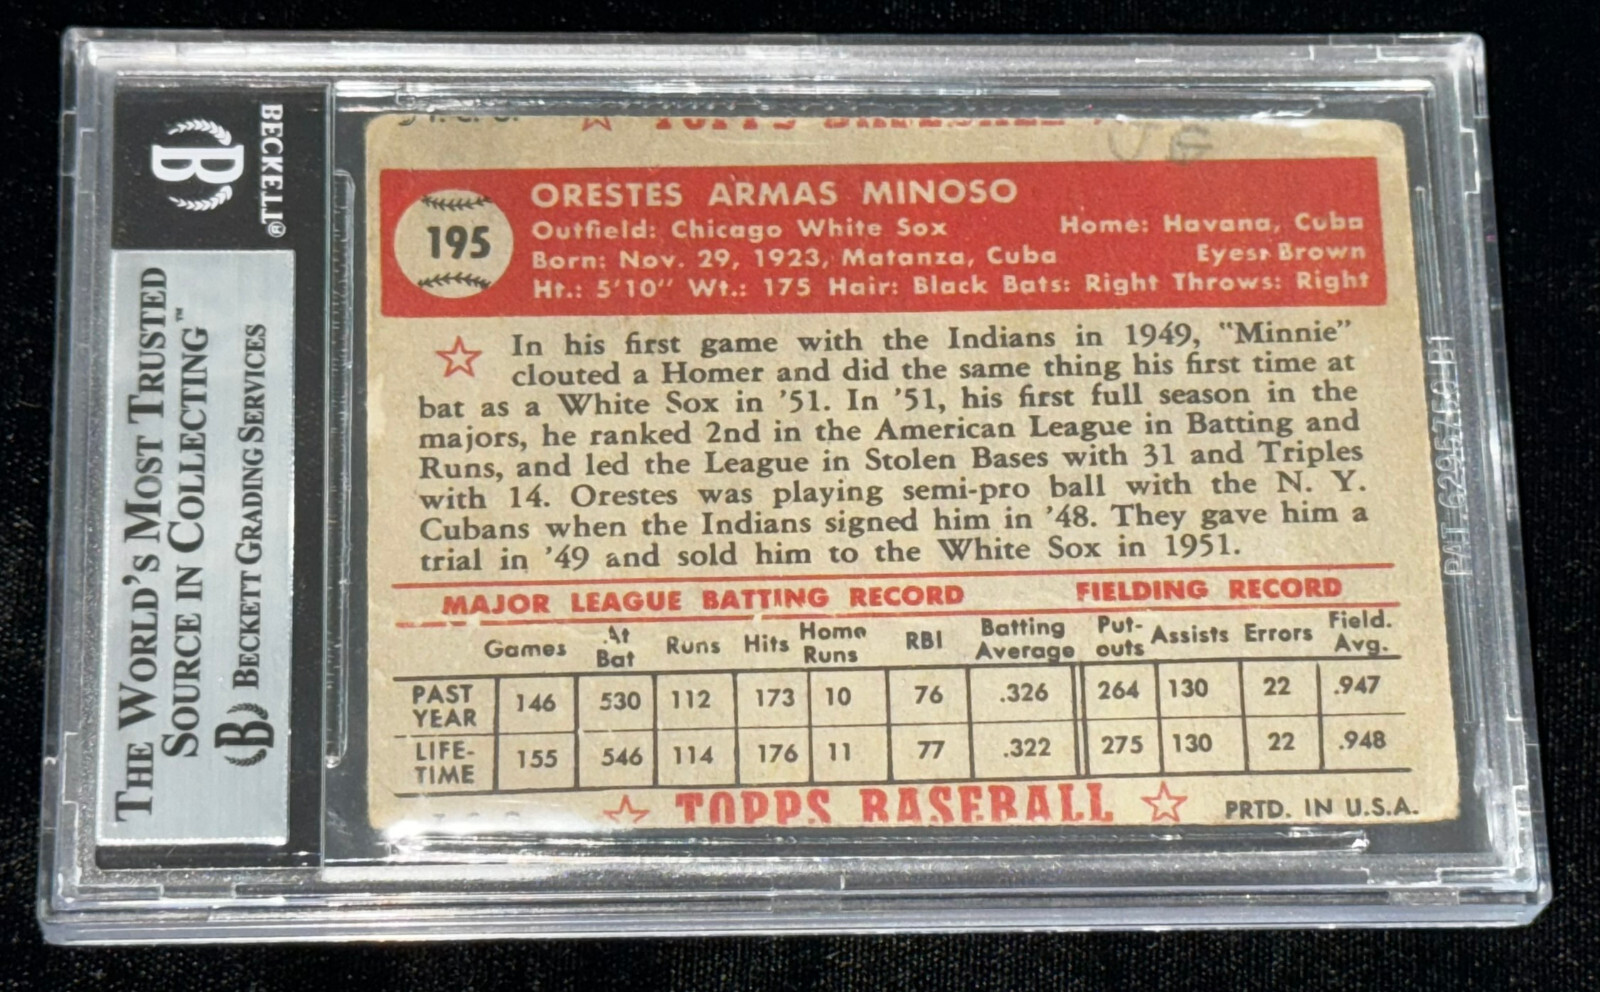 BECKETT®
B
THE WORLD'S MOST TRUSTED
SOURCE IN COLLECTING™
B BECKETT GRADING SERVICES
TOPPS BASEBALL
195
ORESTES ARMAS MINOSO
Outfield: Chicago White Sox Home: Havana, Cuba
Born: Nov. 29, 1923, Matanza, Cuba Eyes: Brown
Ht.: 5'10" Wt.: 175 Hair: Black Bats: Right Throws: Right
In his first game with the Indians in 1949, "Minnie"
clouted a Homer and did the same thing his first time at
bat as a White Sox in '51. In '51, his first full season in the
majors, he ranked 2nd in the American League in Batting and
Runs, and led the League in Stolen Bases with 31 and Triples
with 14. Orestes was playing semi-pro ball with the N. Y.
Cubans when the Indians signed him in '48. They gave him a
trial in '49 and sold him to the White Sox in 1951.
MAJOR LEAGUE BATTING RECORD FIELDING RECORD
Games At Bat Runs Hits Home Runs RBI Batting Average Put-outs Assists Errors Field. Avg.
PAST YEAR 146 530 112 173 10 76 .326 264 130 22 .947
LIFE-TIME 155 546 114 176 11 77 .322 275 130 22 .948
TOPPS BASEBALL PRTD. IN U.S.A.